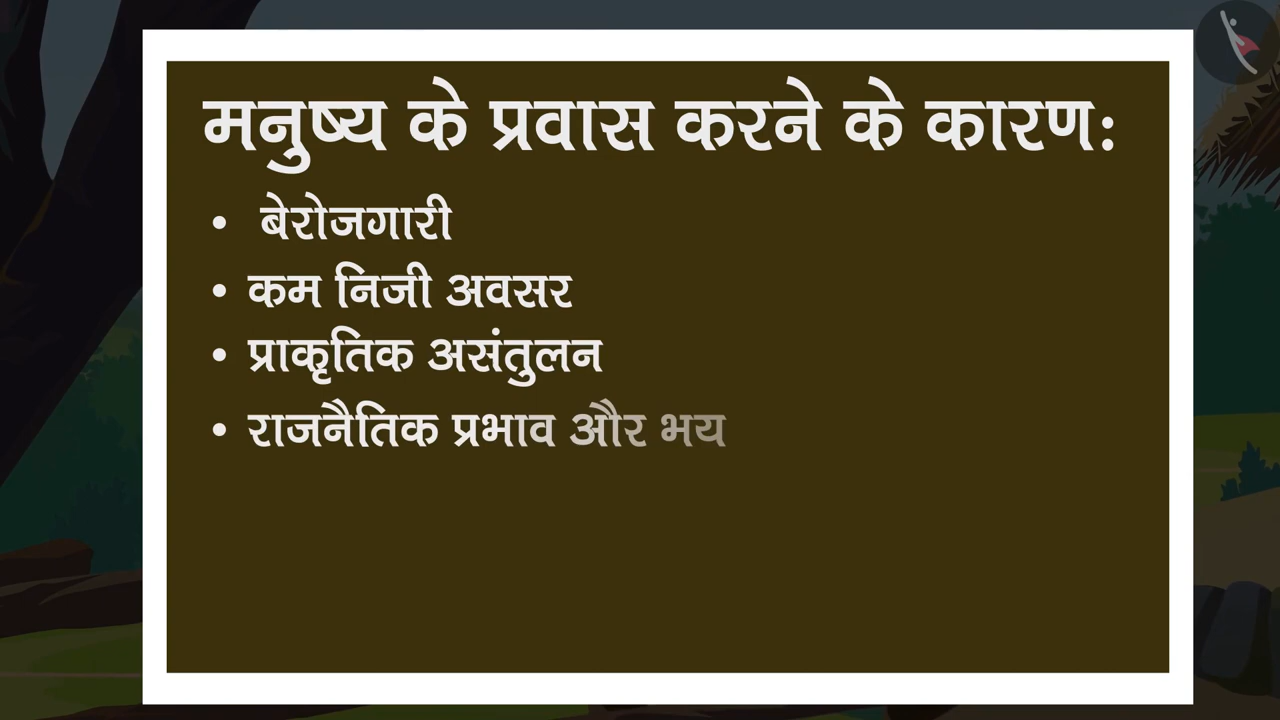 मनुष्य के प्रवास करने के कारण:
• बेरोजगारी
• कम निजी अवसर
• प्राकृतिक असंतुलन
• राजनैतिक प्रभाव और भय